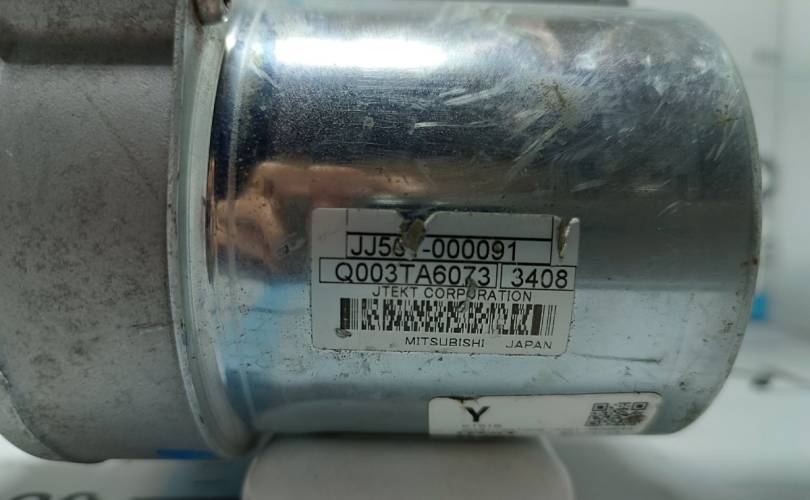 Q003TA6073 3408
JTEKT CORPORATION
MITSUBISHI JAPAN
Y